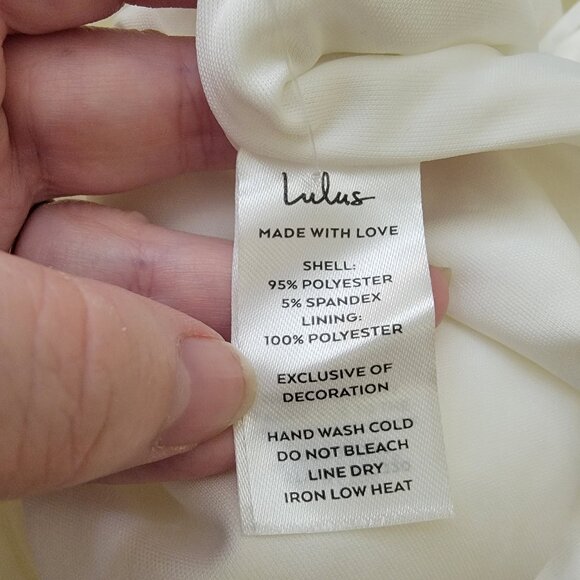 Lulus
MADE WITH LOVE
SHELL:
95% POLYESTER
5% SPANDEX
LINING:
100% POLYESTER
EXCLUSIVE OF
DECORATION
HAND WASH COLD
DO NOT BLEACH
LINE DRY
IRON LOW HEAT